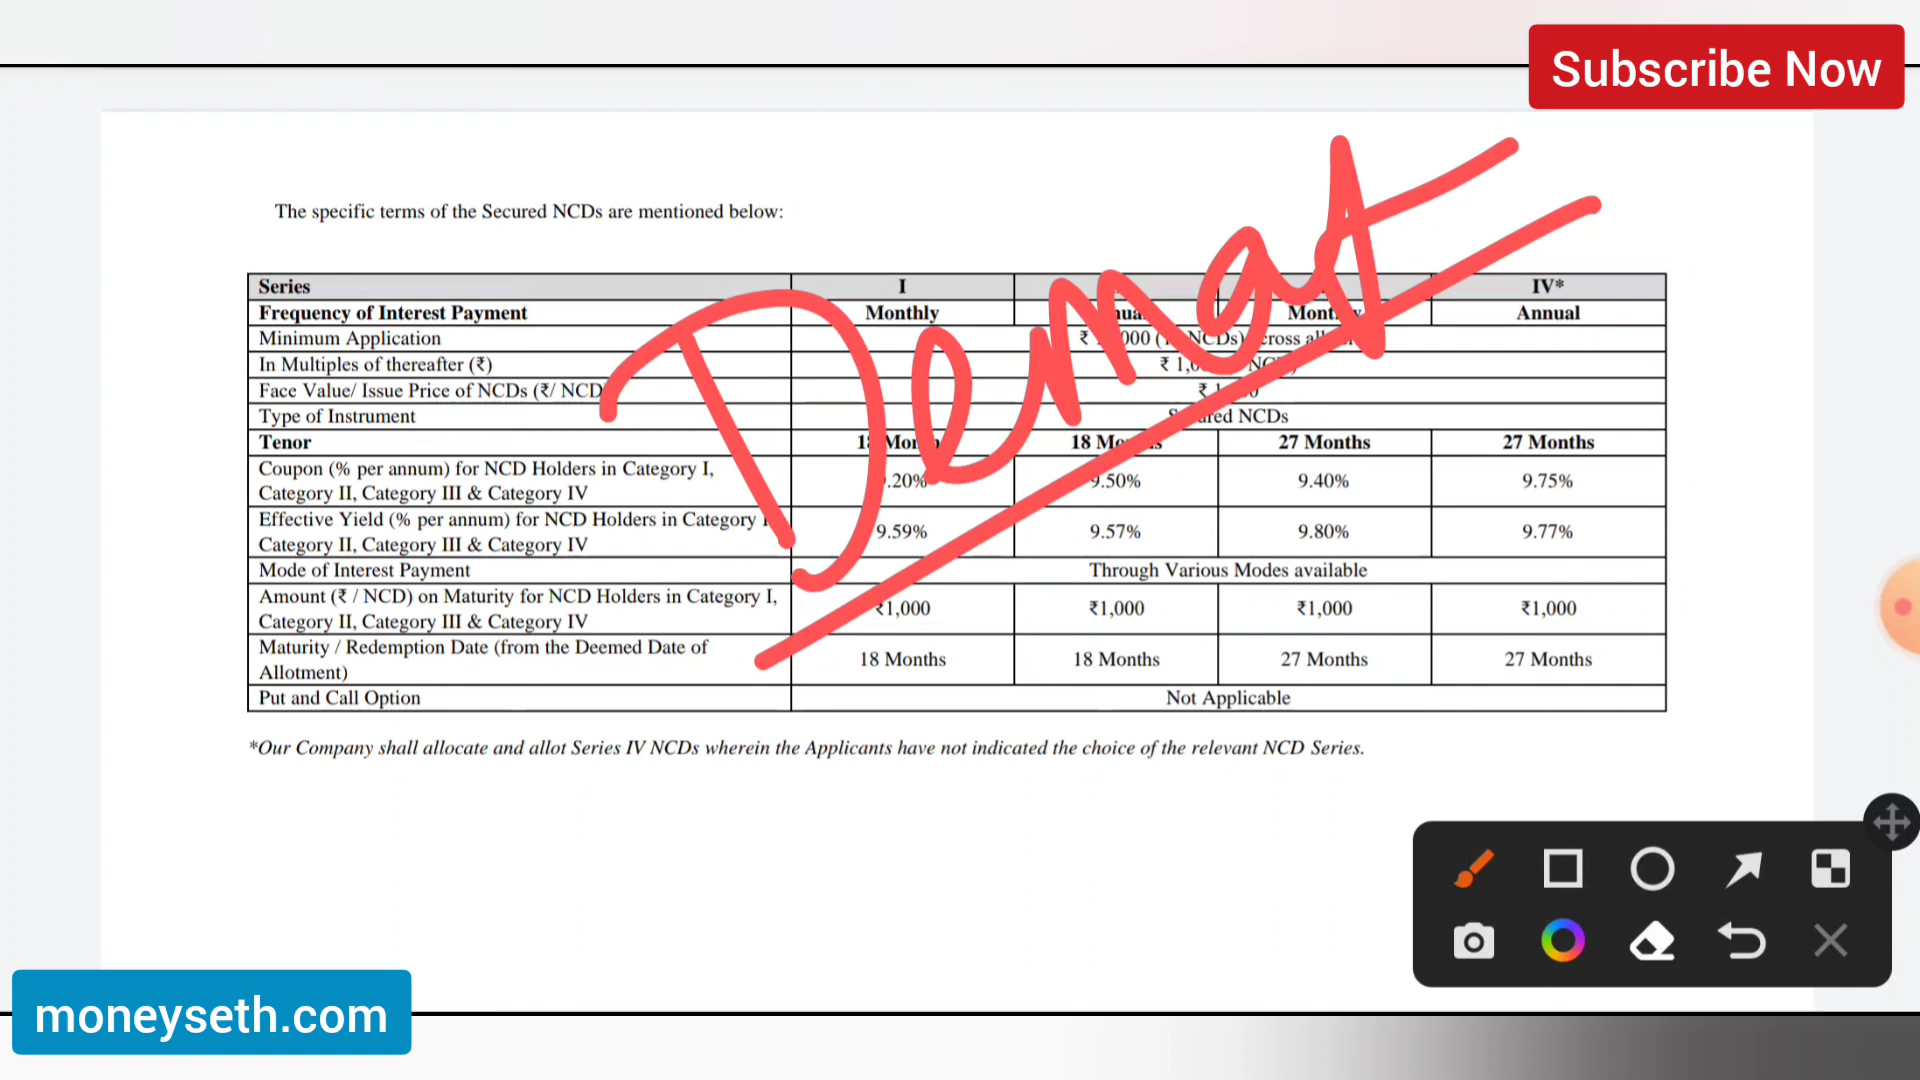 Subscribe Now
The specific terms of the Secured NCDs are mentioned below:
Demat
Series I IV*
Frequency of Interest Payment Monthly Annual
Minimum Application
In Multiples of thereafter (₹)
Face Value/ Issue Price of NCDs (₹/ NCD
Type of Instrument NCDs
Tenor 18 27 Months 27 Months
Coupon (% per annum) for NCD Holders in Category I,
Category II, Category III & Category IV
.20% 9.50% 9.40% 9.75%
Effective Yield (% per annum) for NCD Holders in Category
Category II, Category III & Category IV
9.59% 9.57% 9.80% 9.77%
Mode of Interest Payment Through Various Modes available
Amount (₹ / NCD) on Maturity for NCD Holders in Category I,
Category II, Category III & Category IV
₹1,000 ₹1,000 ₹1,000 ₹1,000
Maturity / Redemption Date (from the Deemed Date of
Allotment)
18 Months 18 Months 27 Months 27 Months
Put and Call Option Not Applicable
*Our Company shall allocate and allot Series IV NCDs wherein the Applicants have not indicated the choice of the relevant NCD Series.
moneyseth.com